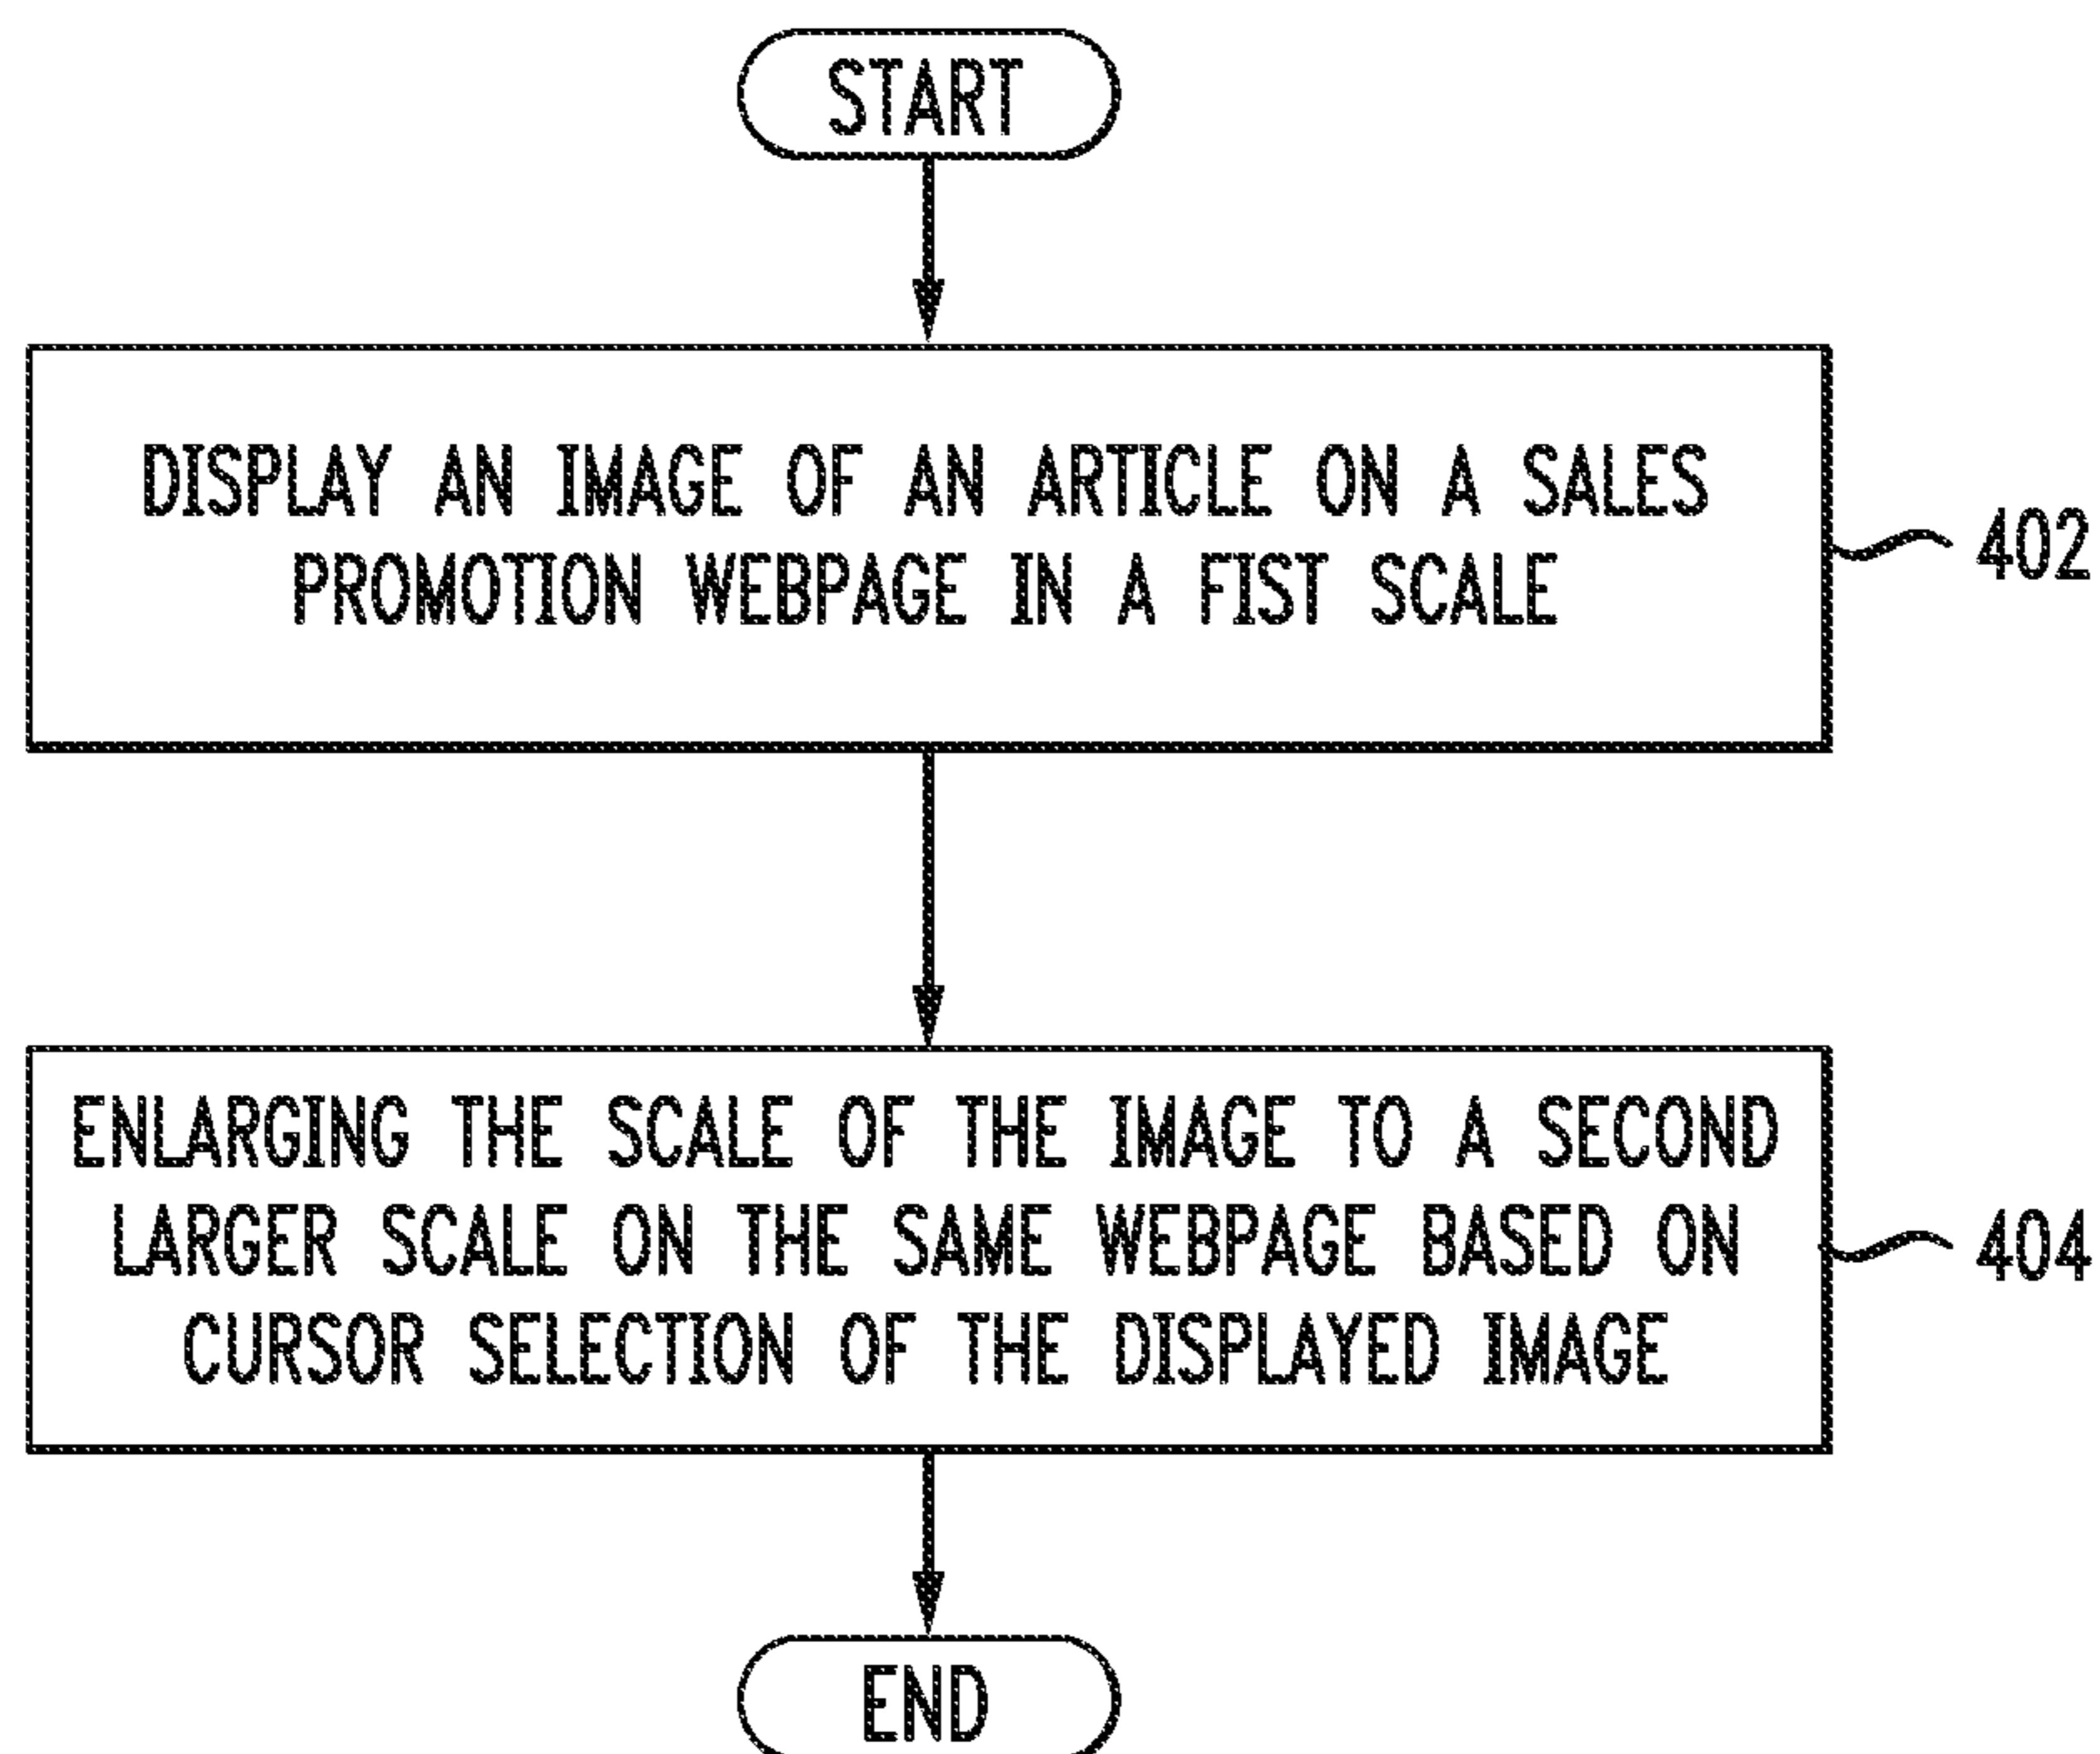 START
DISPLAY AN IMAGE OF AN ARTICLE ON A SALES
PROMOTION WEBPAGE IN A FIST SCALE
402
ENLARGING THE SCALE OF THE IMAGE TO A SECOND
LARGER SCALE ON THE SAME WEBPAGE BASED ON
CURSOR SELECTION OF THE DISPLAYED IMAGE
404
END